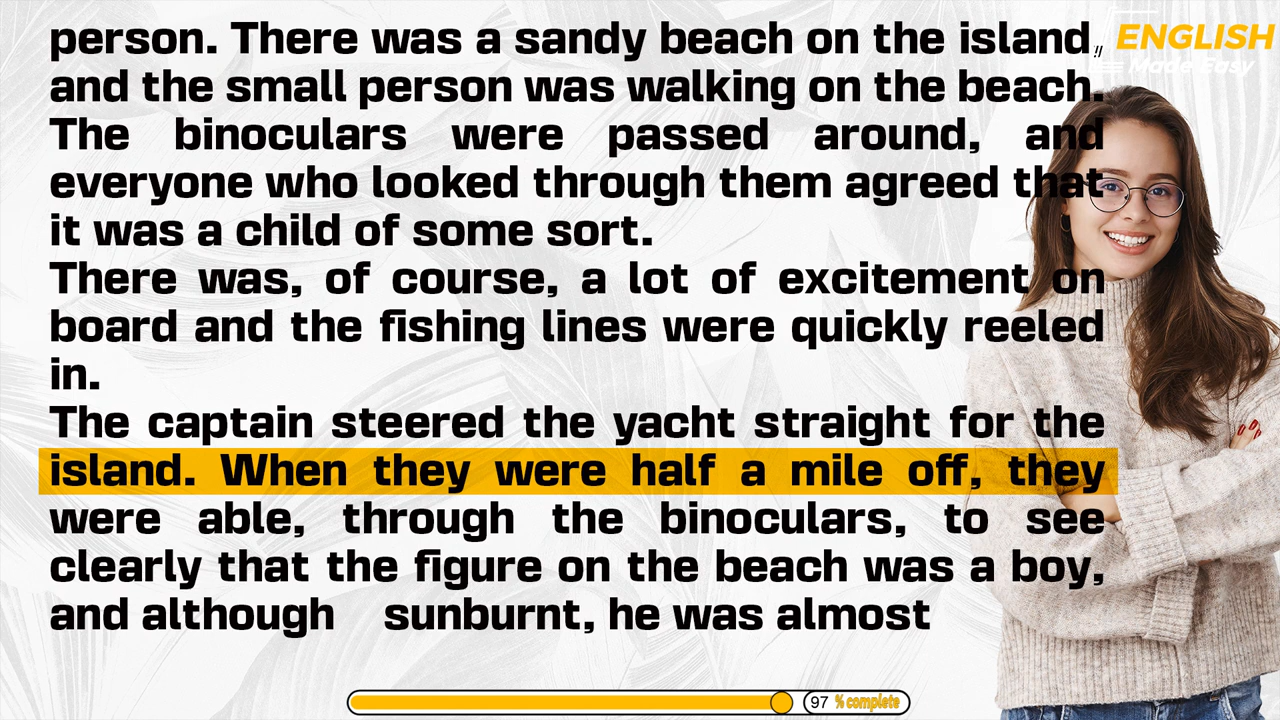 person. There was a sandy beach on the island,
and the small person was walking on the beach.
The binoculars were passed around, and
everyone who looked through them agreed that
it was a child of some sort.
There was, of course, a lot of excitement on
board and the fishing lines were quickly reeled
in.
The captain steered the yacht straight for the
island. When they were half a mile off, they
were able, through the binoculars, to see
clearly that the figure on the beach was a boy,
and although sunburnt, he was almost
ENGLISH
Made Easy
97 % complete